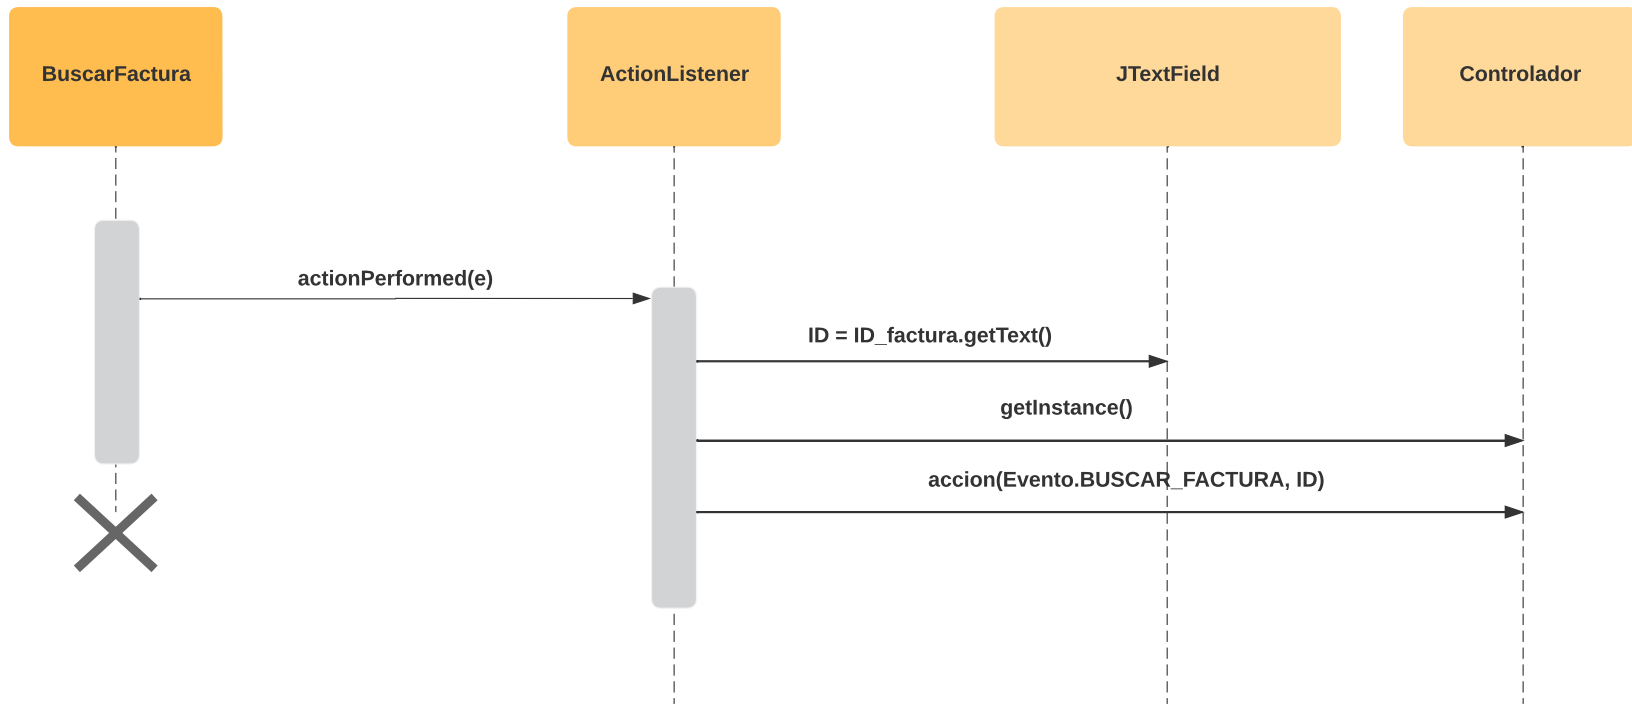 BuscarFactura
ActionListener
JTextField
Controlador
actionPerformed(e)
ID = ID_factura.getText()
getInstance()
accion(Evento.BUSCAR_FACTURA, ID)